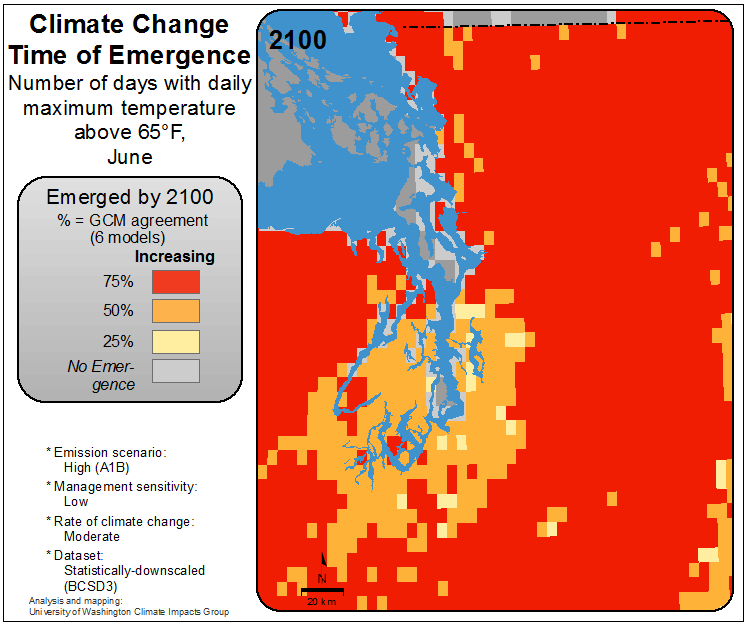 Climate Change
Time of Emergence
Number of days with daily
maximum temperature
above 65°F,
June
Emerged by 2100
% = GCM agreement
(6 models)
Increasing
75%
50%
25%
No Emer-
gence
* Emission scenario:
High (A1B)
* Management sensitivity:
Low
* Rate of climate change:
Moderate
* Dataset:
Statistically-downscaled
(BCSD3)
Analysis and mapping:
University of Washington Climate Impacts Group
2100
N
20 km